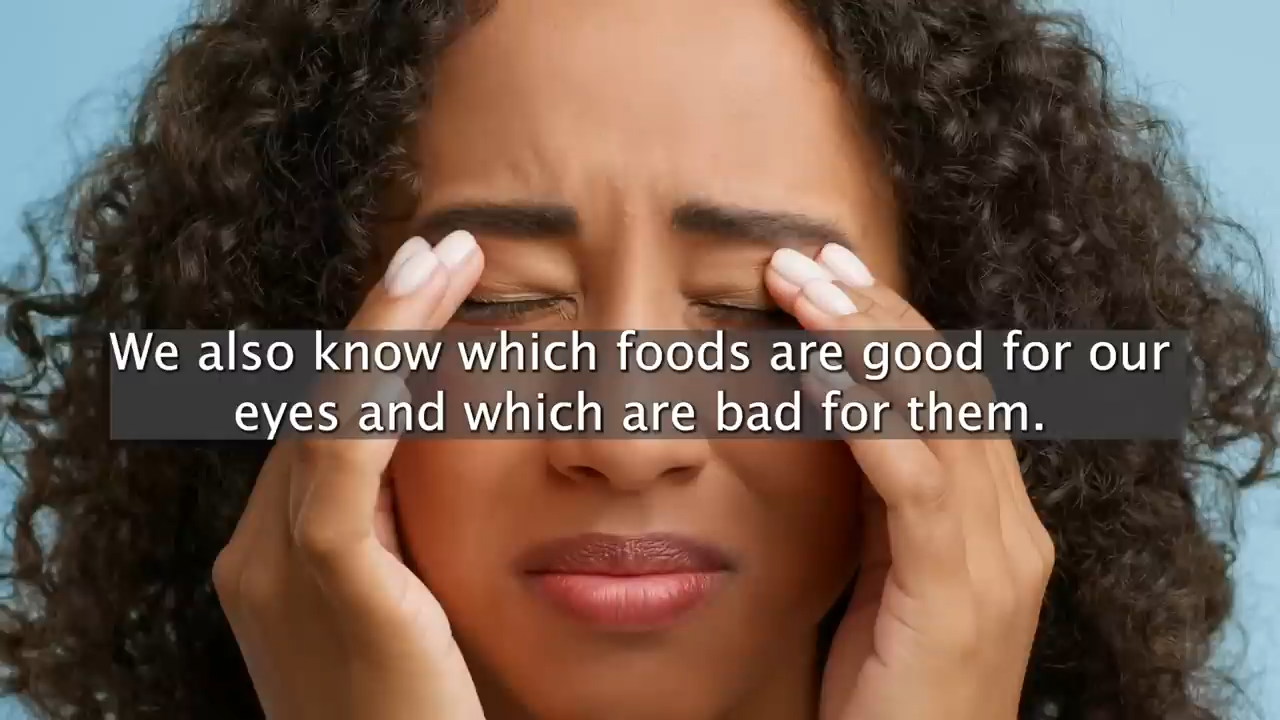 We also know which foods are good for our
eyes and which are bad for them.